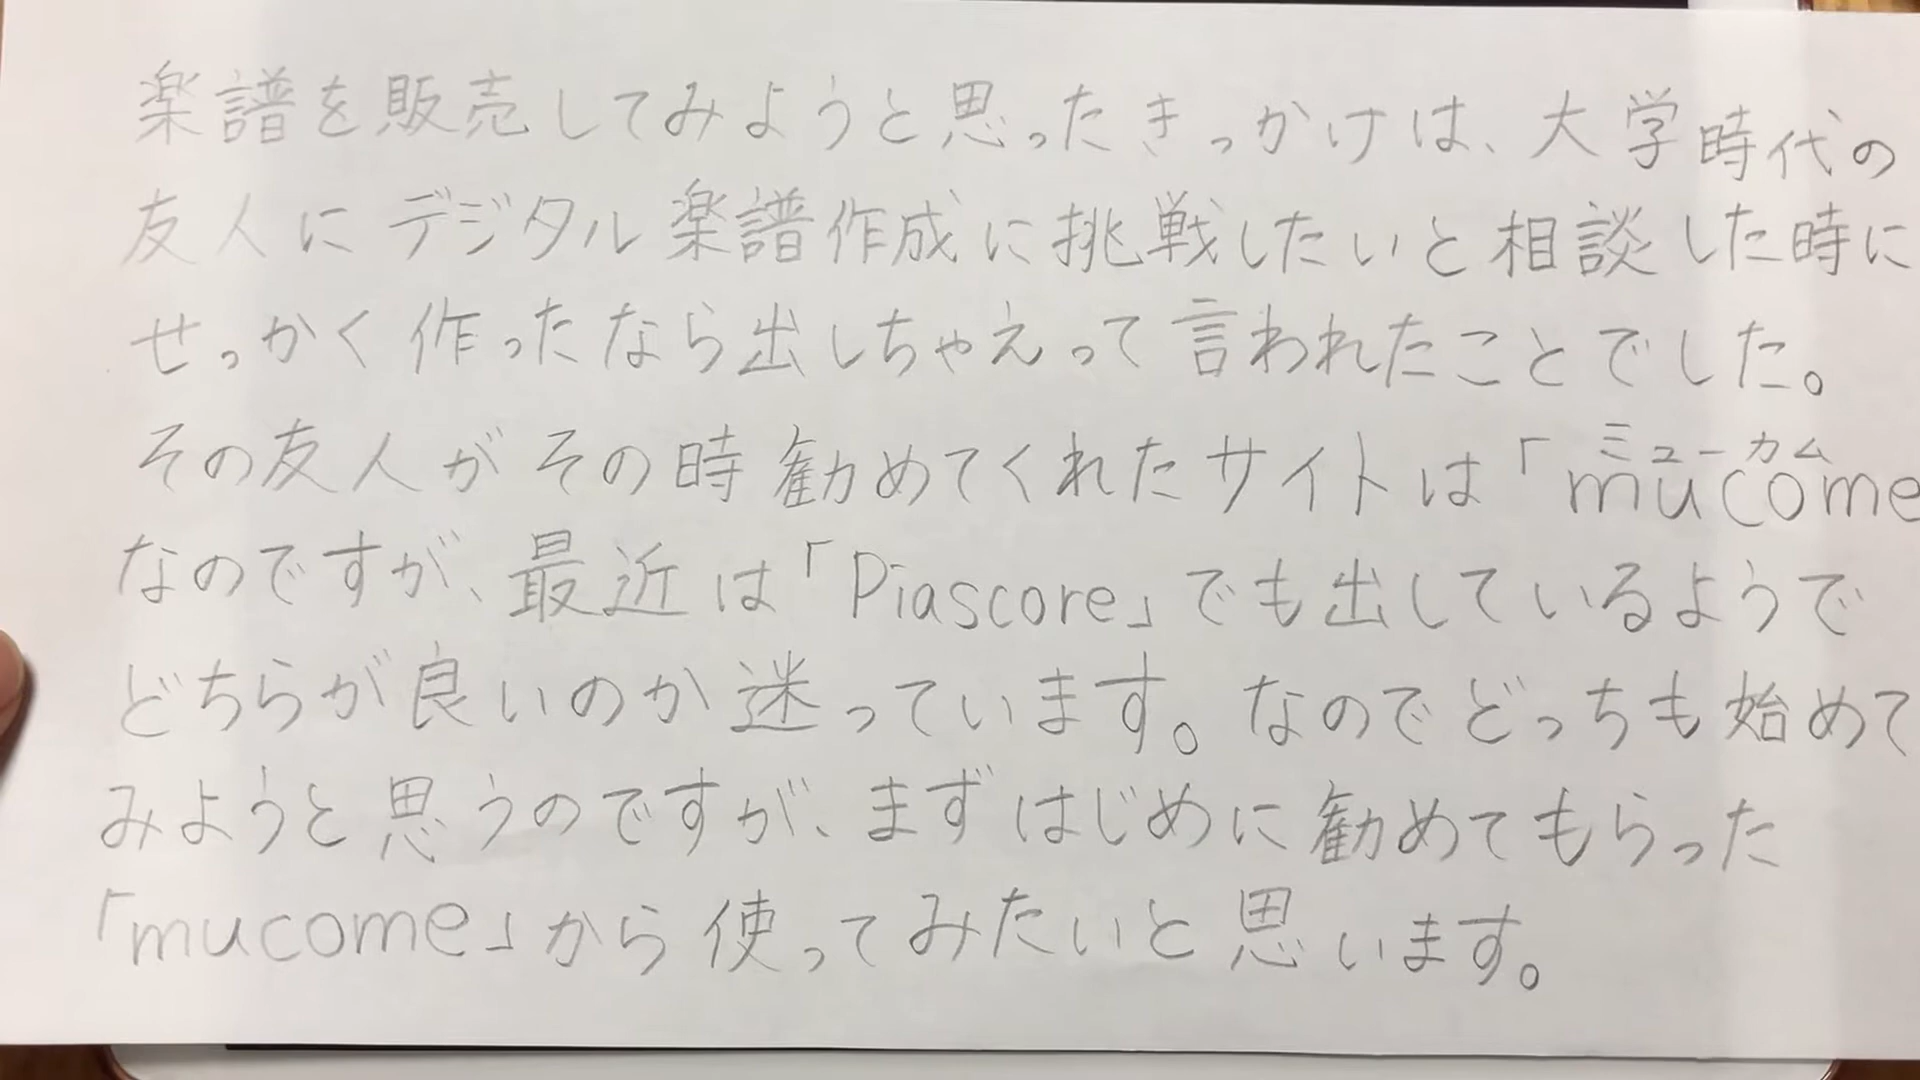 楽譜を販売してみようと思ったきっかけは、大学時代の
友人にデジタル楽譜作成に挑戦したいと相談した時に
せっかく作ったなら出しちゃえって言われたことでした。
ミューカム
その友人がその時勧めてくれたサイトは「mucome
なのですが、最近は「Piascore」でも出しているようで
どちらが良いのか迷っています。なのでどっちも始めて
みようと思うのですが、まずはじめに勧めてもらった
「mucome」から使ってみたいと思います。